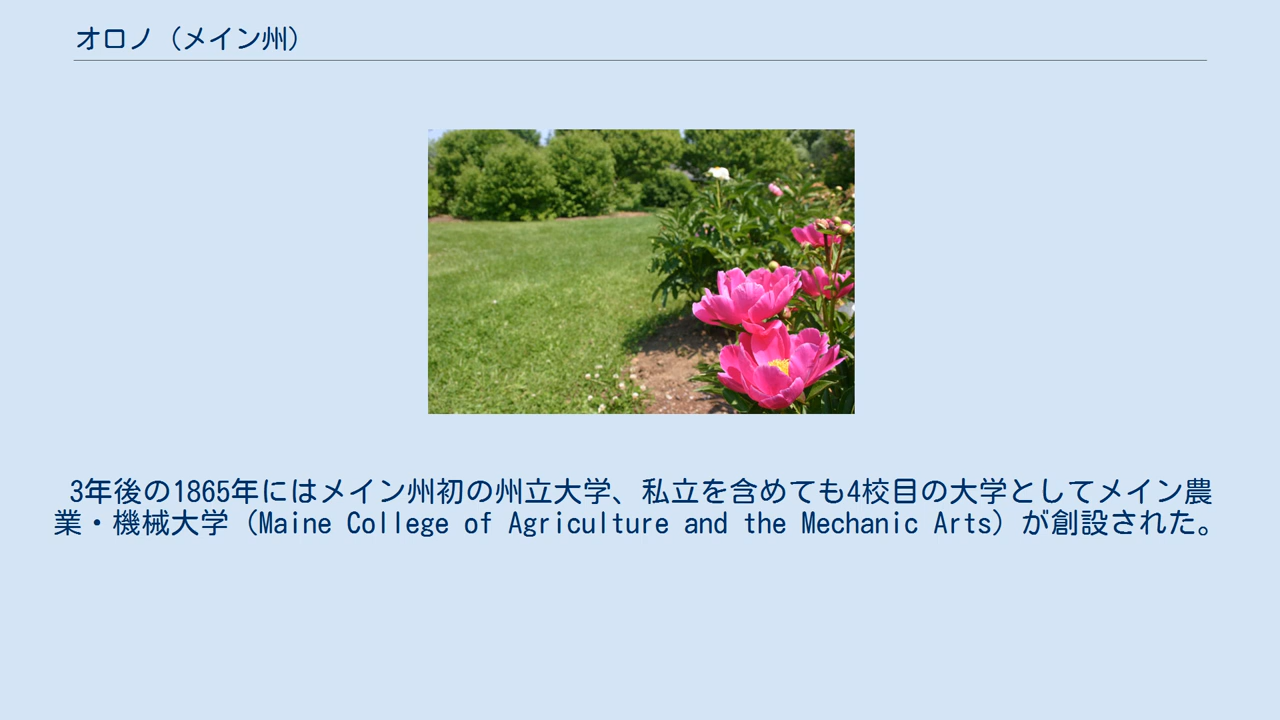 オロノ（メイン州）
3年後の1865年にはメイン州初の州立大学、私立を含めても4校目の大学としてメイン農
業・機械大学（Maine College of Agriculture and the Mechanic Arts）が創設された。